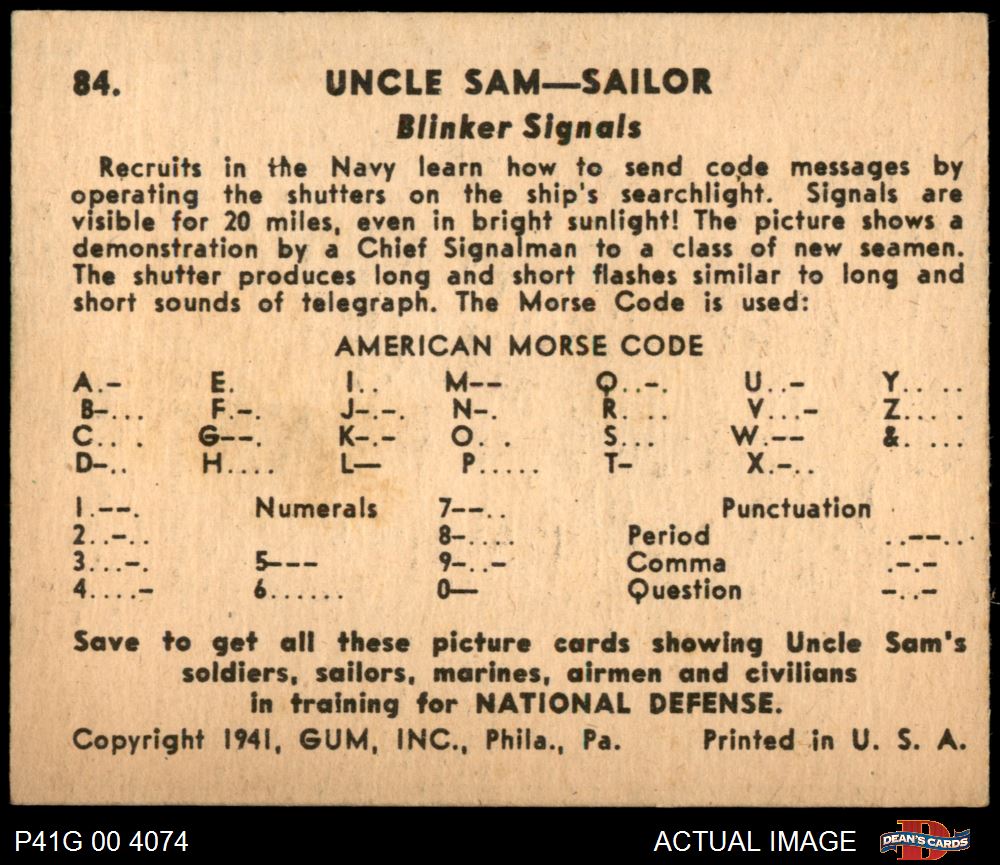 84. UNCLE SAM—SAILOR
Blinker Signals
Recruits in the Navy learn how to send code messages by
operating the shutters on the ship's searchlight. Signals are
visible for 20 miles, even in bright sunlight! The picture shows a
demonstration by a Chief Signalman to a class of new seamen.
The shutter produces long and short flashes similar to long and
short sounds of telegraph. The Morse Code is used:
AMERICAN MORSE CODE
A.- E. I.. M-- Q..-. U..- Y.. ..
B-... F.-. J-.-. N-. R. .. V...- Z... .
C.. . G--. K-.- O. . S... W.-- &. ...
D-.. H.... L— P..... T- X.-..
1.--. Numerals 7--.. Punctuation
2..-.. 8-.... Period ..--..
3...-. 5--- 9-..- Comma .-.-
4....- 6...... 0— Question -..-.
Save to get all these picture cards showing Uncle Sam's
soldiers, sailors, marines, airmen and civilians
in training for NATIONAL DEFENSE.
Copyright 1941, GUM, INC., Phila., Pa. Printed in U. S. A.
P41G 00 4074 ACTUAL IMAGE DEAN'S CARDS